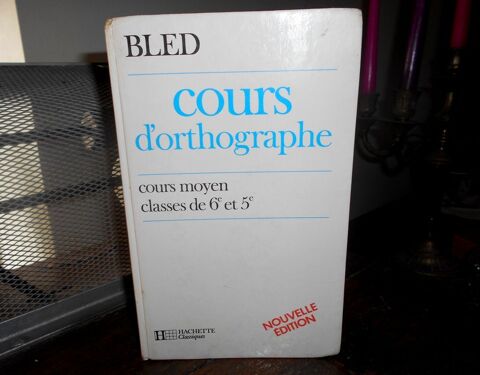 BLED
cours
d'orthographe
cours moyen
classes de 6e et 5e
NOUVELLE
ÉDITION
H HACHETTE
Classiques